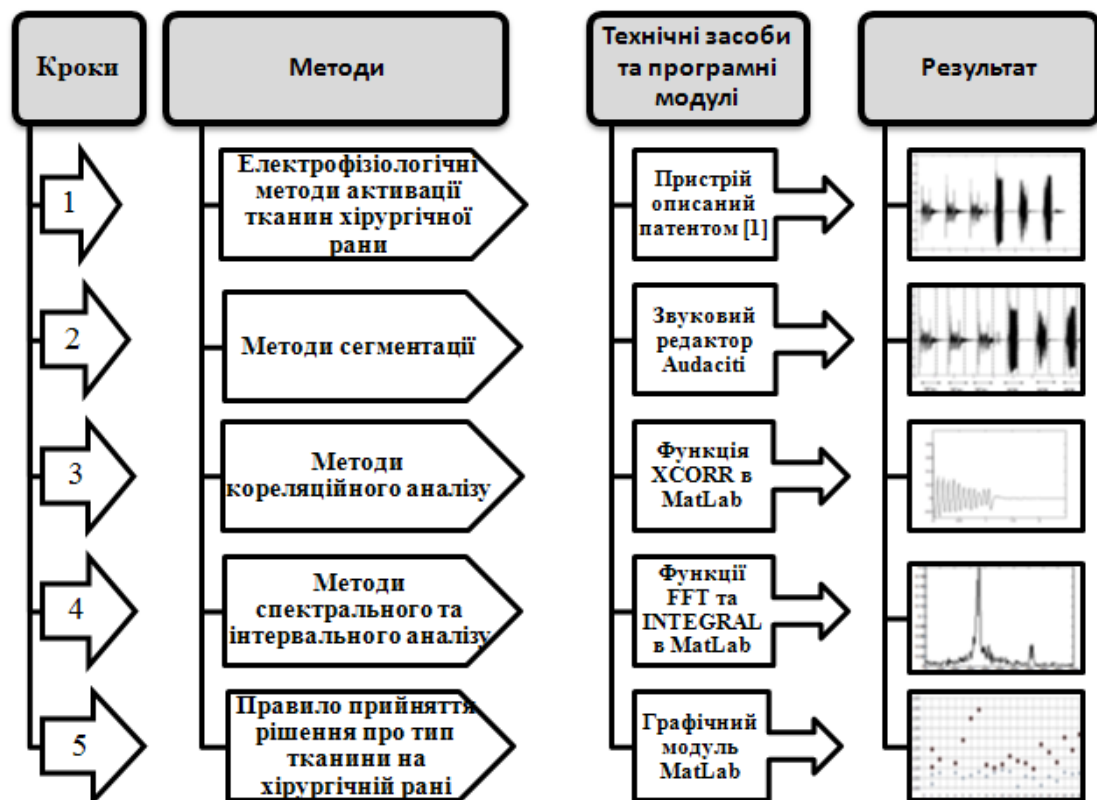 Кроки
Методи
Технічні засоби
та програмні
модулі
Результат
1
Електрофізіологічні
методи активації
тканин хірургічної
рани
Пристрій
описаний
патентом [1]
2
Методи сегментації
Звуковий
редактор
Audaciti
3
Методи
кореляційного аналізу
Функція
XCORR в
MatLab
4
Методи
спектрального та
інтервального аналізу
Функції
FFT та
INTEGRAL
в MatLab
5
Правило прийняття
рішення про тип
тканини на
хірургічній рані
Графічний
модуль
MatLab